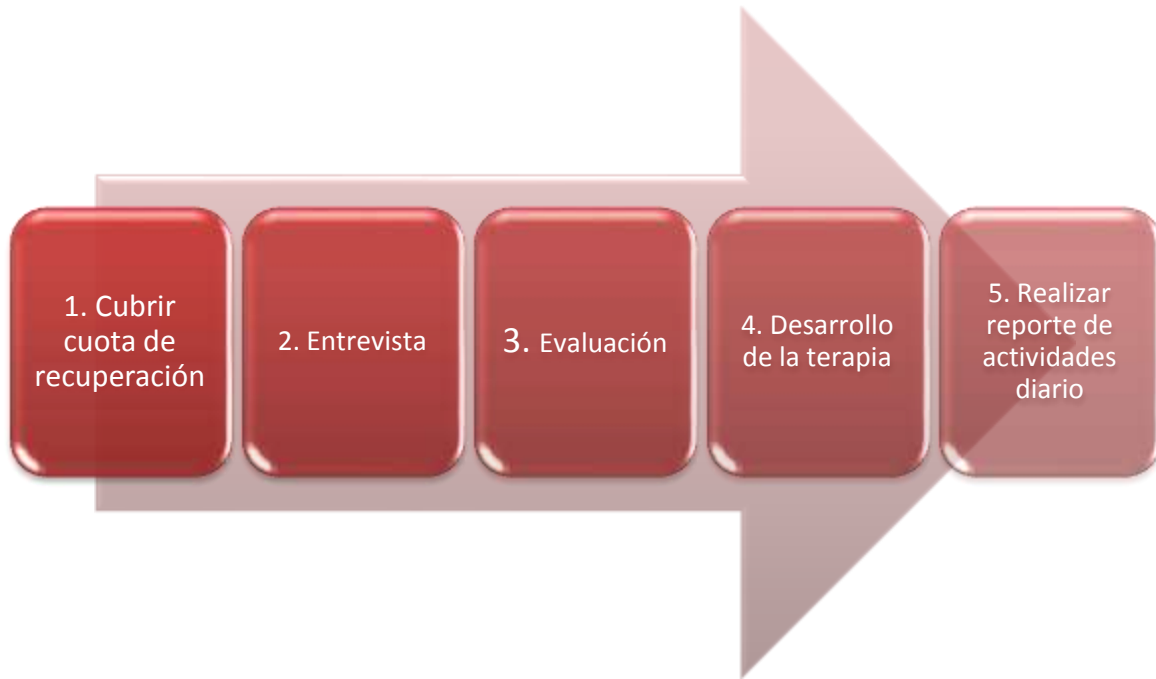 1. Cubrir
cuota de
recuperación
2. Entrevista
3. Evaluación
4. Desarrollo
de la terapia
5. Realizar
reporte de
actividades
diario